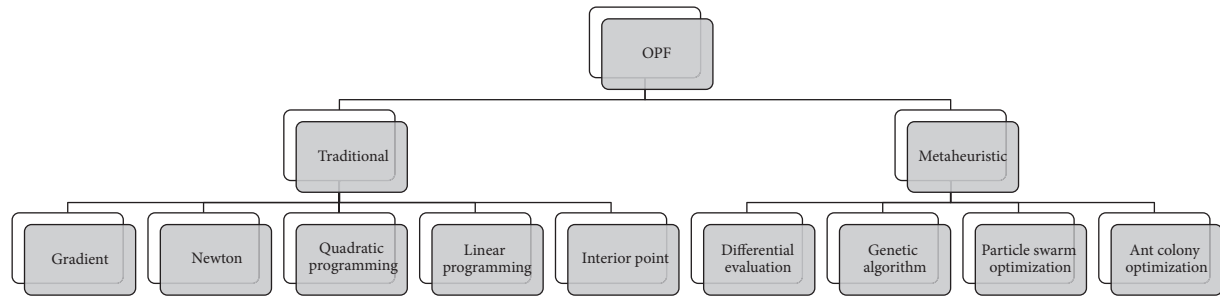 OPF
Traditional
Metaheuristic
Gradient
Newton
Quadratic
programming
Linear
programming
Interior point
Differential
evaluation
Genetic
algorithm
Particle swarm
optimization
Ant colony
optimization